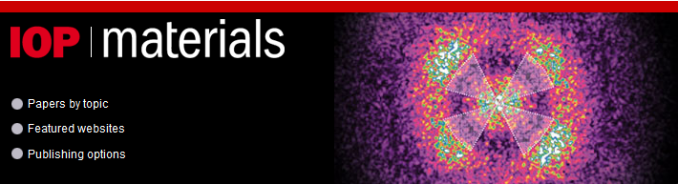 IOP | materials
Papers by topic
Featured websites
Publishing options